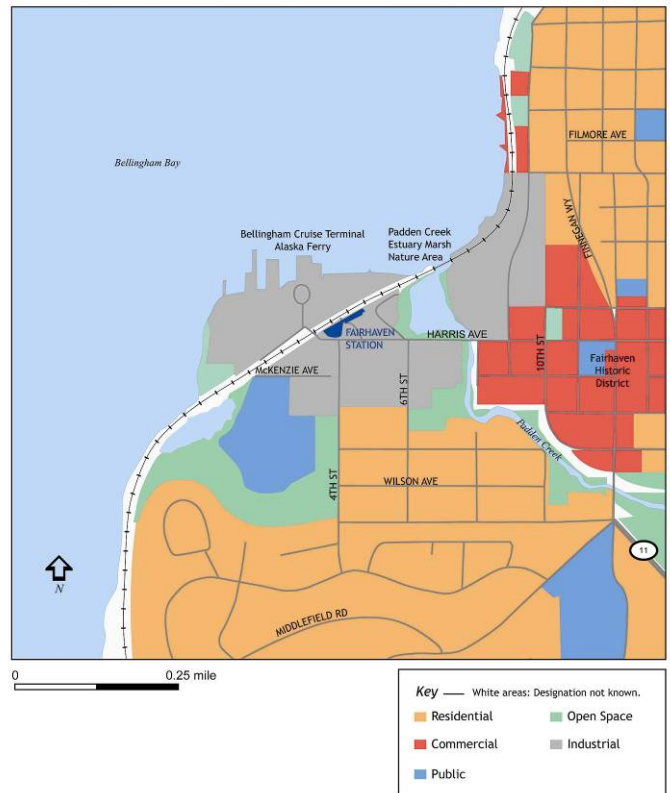 FILMORE AVE
Bellingham Bay
FINNEGAN WY
Bellingham Cruise Terminal
Alaska Ferry
Padden Creek
Estuary Marsh
Nature Area
FAIRHAVEN
STATION
HARRIS AVE
10TH ST
Fairhaven
Historic
District
McKENZIE AVE
6TH ST
Padden Creek
4TH ST
WILSON AVE
11
N
MIDDLEFIELD RD
0 0.25 mile
Key White areas: Designation not known.
Residential Open Space
Commercial Industrial
Public